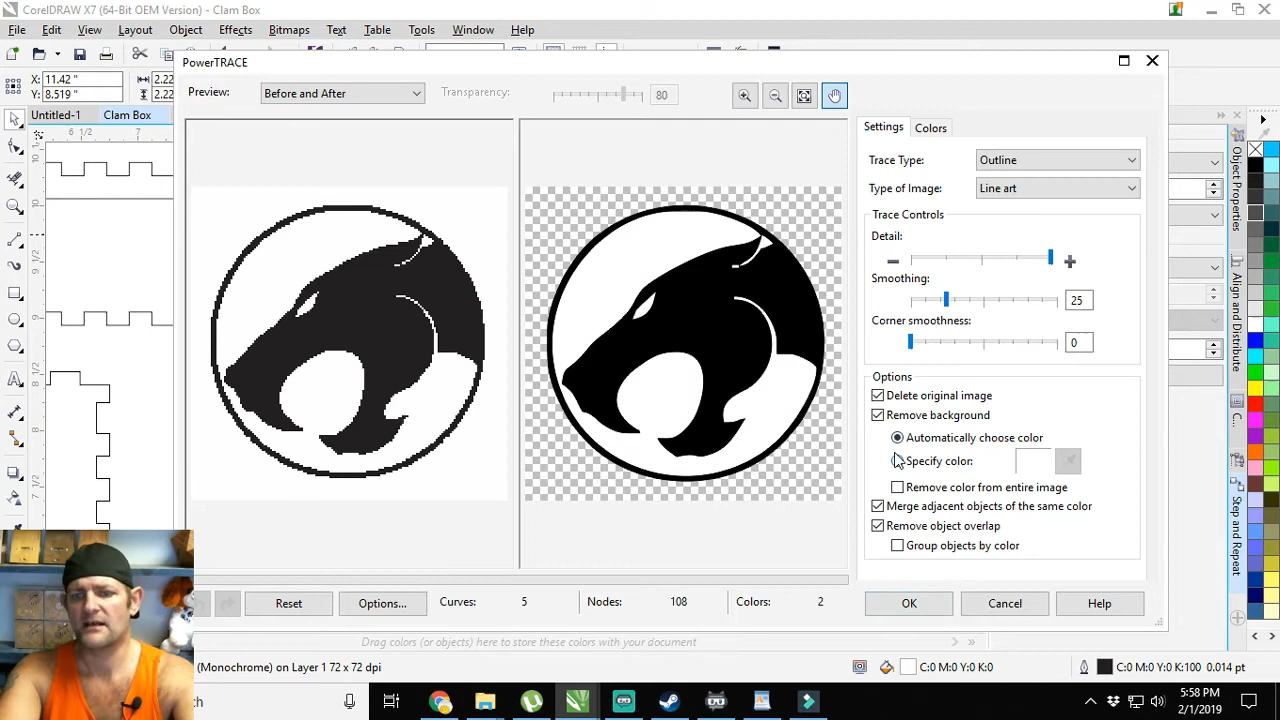 CorelDRAW X7 (64-Bit OEM Version) - Clam Box
File Edit View Layout Object Effects Bitmaps Text Table Tools Window Help
X: 11.42 " 2.22
Y: 8.519 " 2.22
PowerTRACE
Untitled-1 Clam Box
Preview: Before and After Transparency: 80
Settings Colors
Trace Type: Outline
Type of Image: Line art
Trace Controls
Detail:
Smoothing:
25
Corner smoothness:
0
Options
Delete original image
Remove background
Automatically choose color
Specify color:
Remove color from entire image
Merge adjacent objects of the same color
Remove object overlap
Group objects by color
Reset Options... Curves: 5 Nodes: 108 Colors: 2 OK Cancel Help
Object Properties
Align and Distribute
C...
Step and Repeat
Drag colors (or objects) here to store these colors with your document
(Monochrome) on Layer 1 72 x 72 dpi C:0 M:0 Y:0 K:0 C:0 M:0 Y:0 K:100 0.014 pt
rch
5:58 PM
2/1/2019